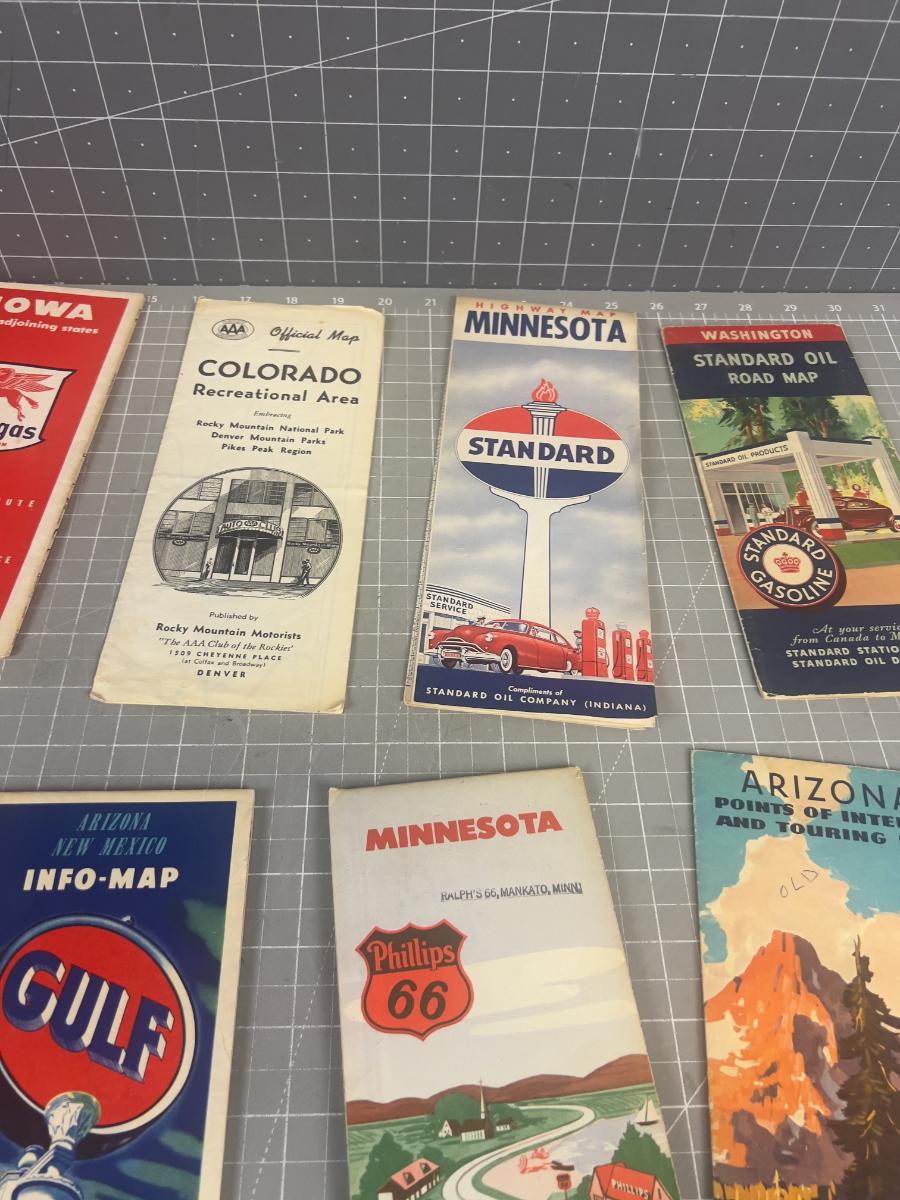 IOWA
adjoining states
gas
UTE
CE
15
17
18
19
20
21
24
25
26
27
28
29
30
31
AAA
Official Map
COLORADO
Recreational Area
Embracing
Rocky Mountain National Park
Denver Mountain Parks
Pikes Peak Region
AUTO CLUB
Published by
Rocky Mountain Motorists
"The AAA Club of the Rockies"
1509 CHEYENNE PLACE
(at Colfax and Broadway)
DENVER
HIGHWAY MAP
MINNESOTA
STANDARD
STANDARD
SERVICE
Compliments of
STANDARD OIL COMPANY (INDIANA)
WASHINGTON
STANDARD OIL
ROAD MAP
STANDARD OIL PRODUCTS
STANDARD
GASOLINE
At your servic
from Canada to M
STANDARD STATIO
STANDARD OIL D
ARIZONA
NEW MEXICO
INFO-MAP
GULF
MINNESOTA
RALPH'S 66, MANKATO, MINN.
Phillips
66
PHILLIPS
ARIZONA
POINTS OF INTE
AND TOURING
OLD